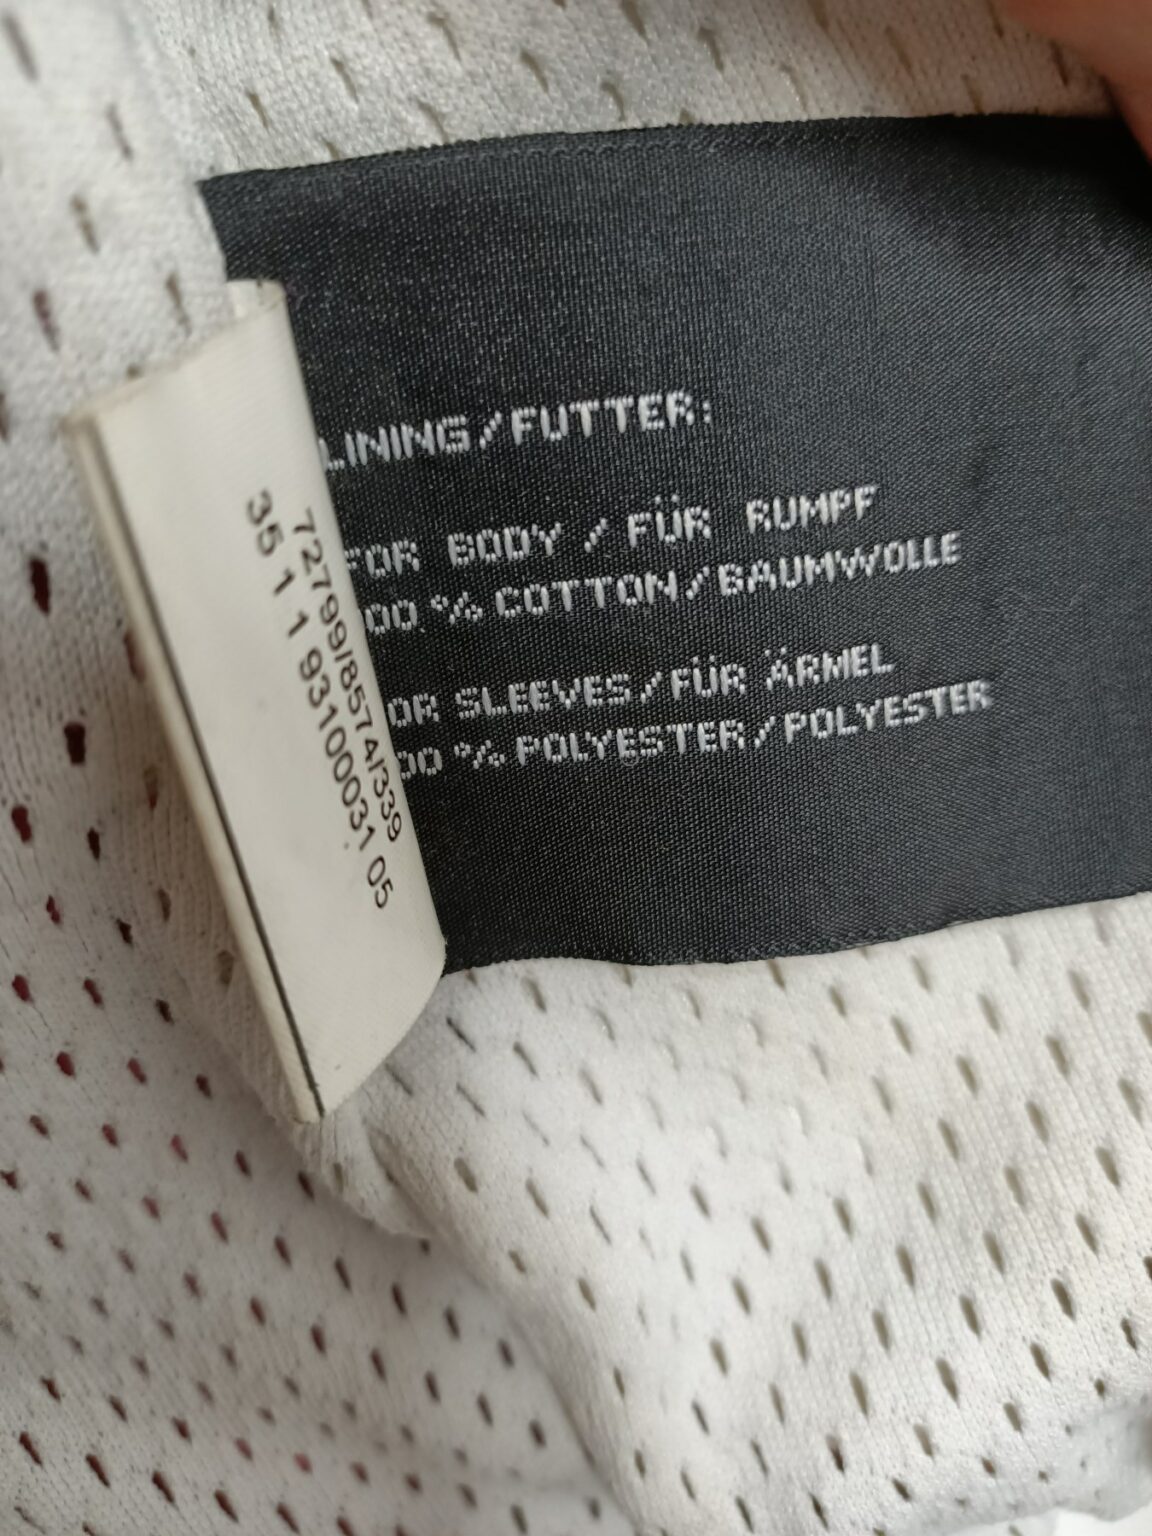 LINING/FUTTER:
FOR BODY / FÜR RUMPF
00 % COTTON/BAUMWOLLE
OR SLEEVES/FÜR ÄRMEL
00 % POLYESTER/POLYESTER
72799/8574/339
35 1 1 93100031 05